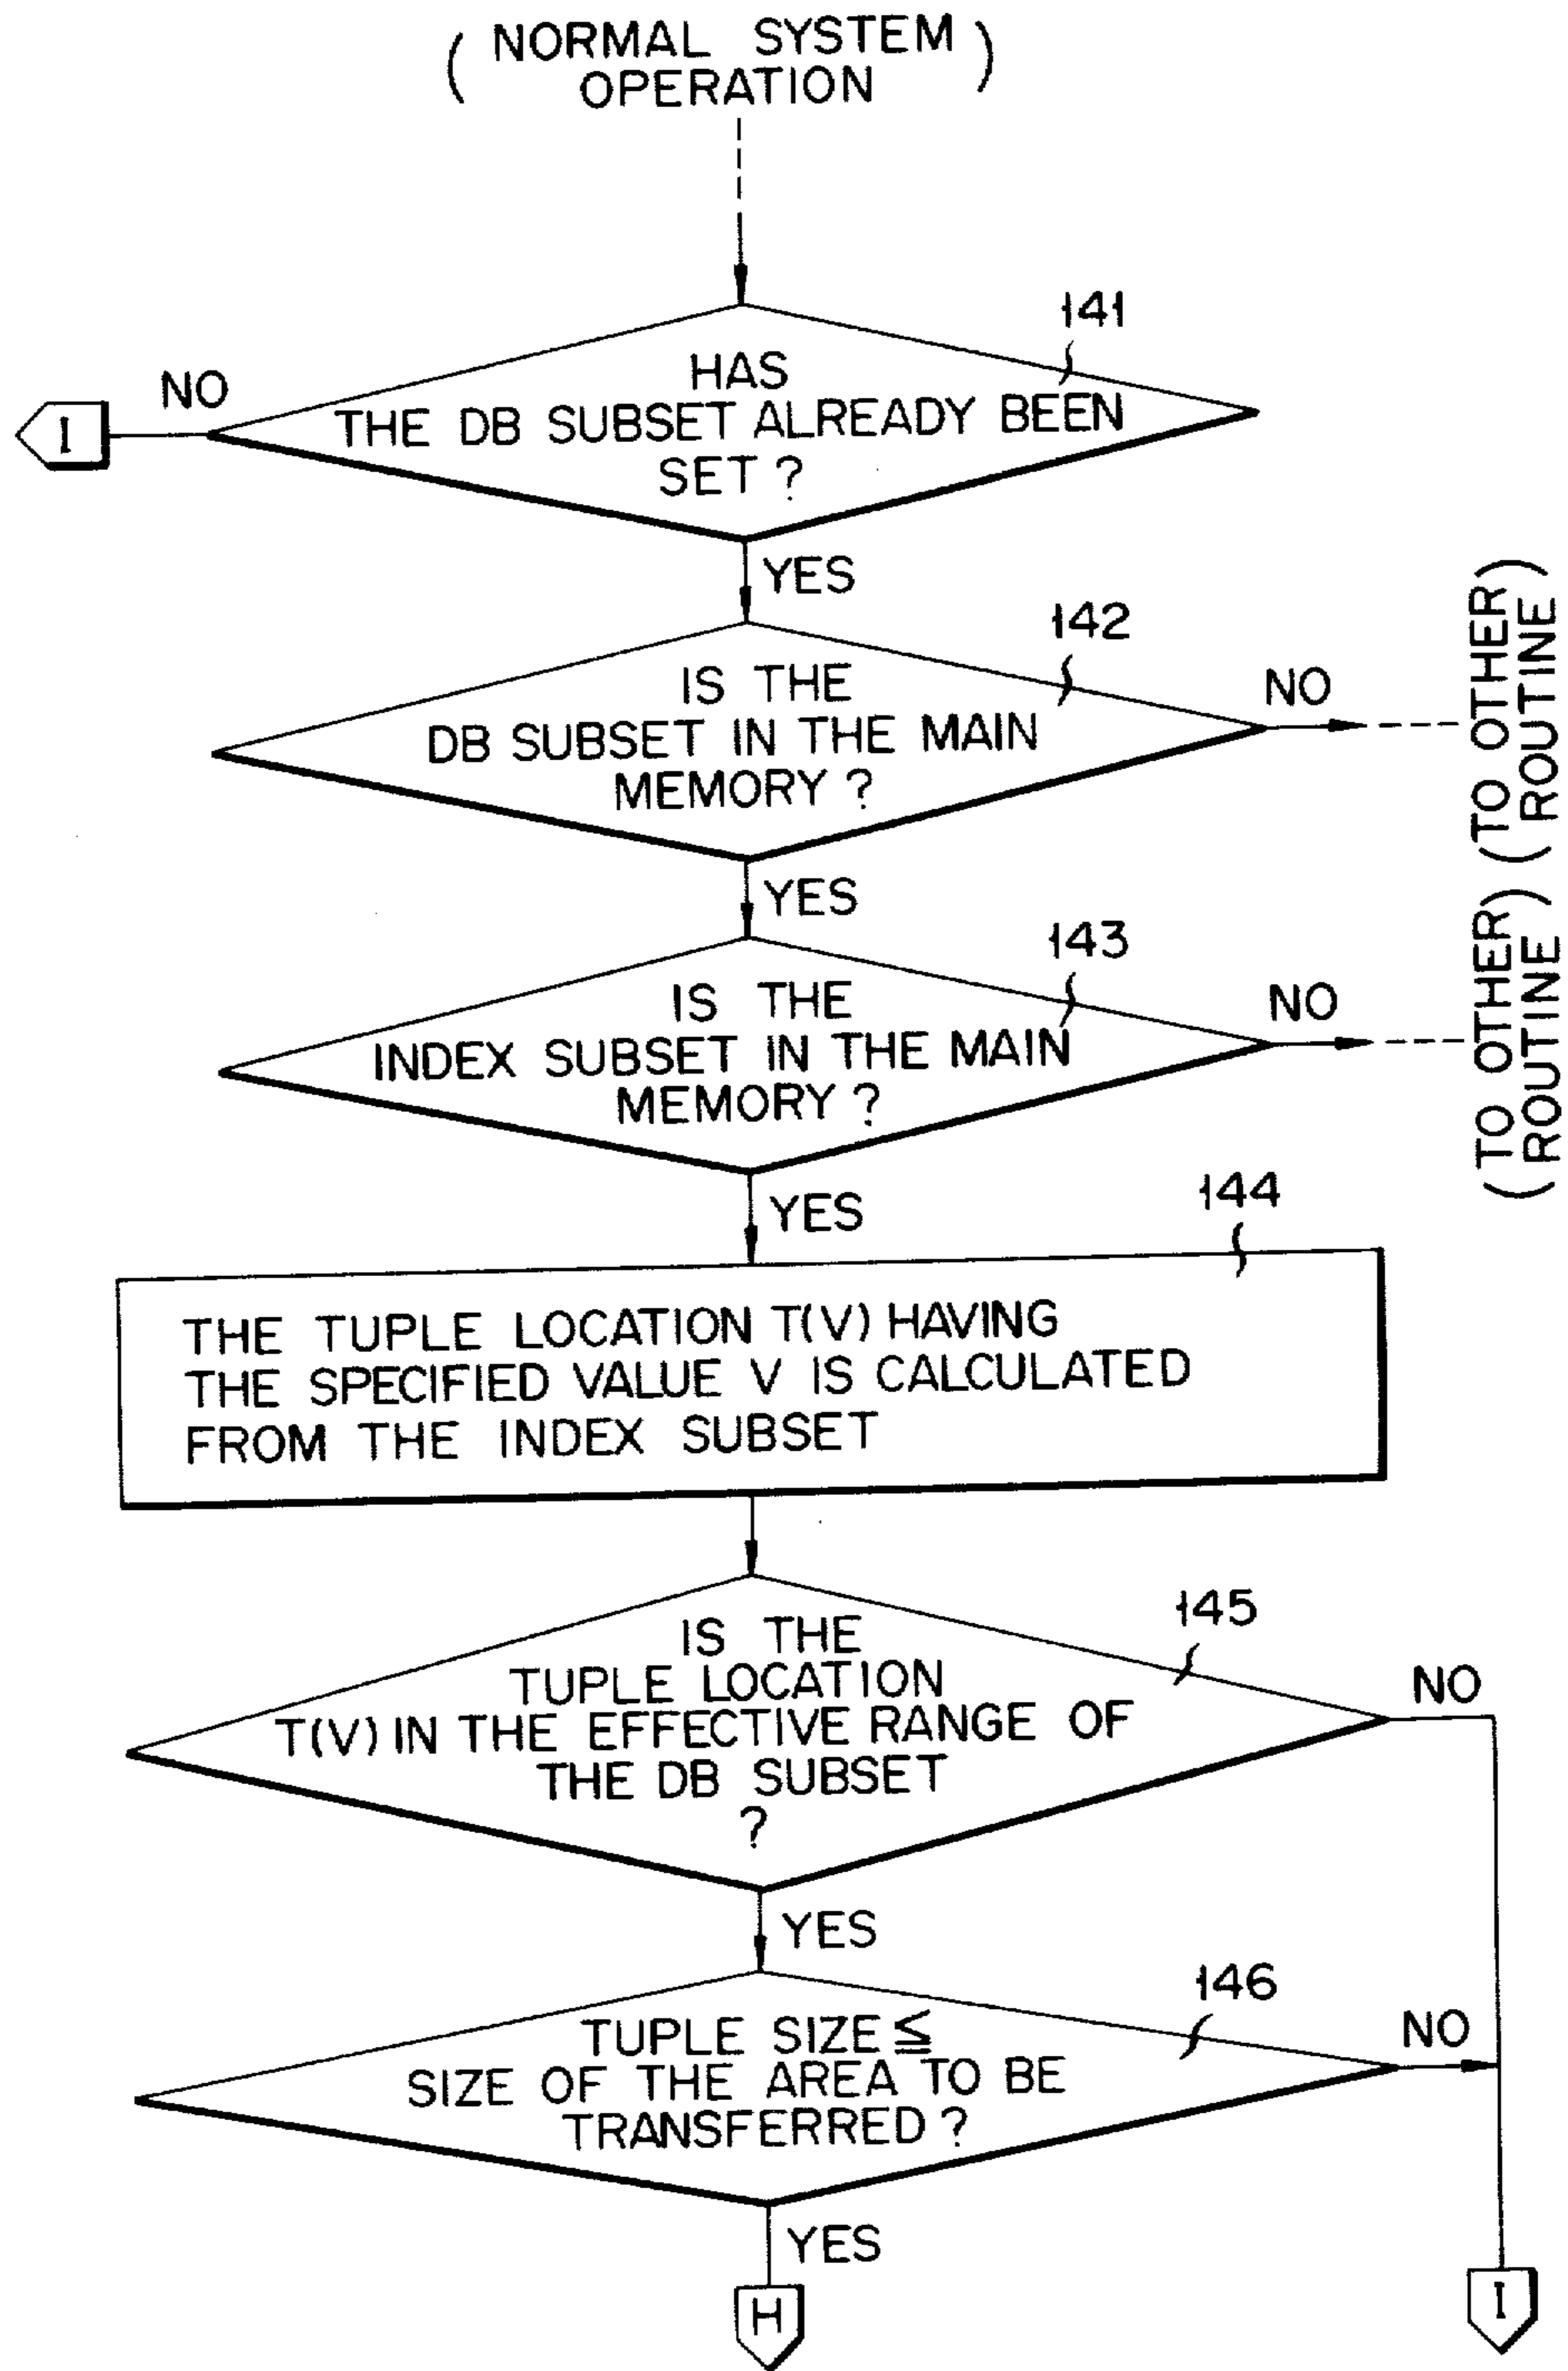 ( NORMAL SYSTEM )
OPERATION
141
HAS
THE DB SUBSET ALREADY BEEN
SET ?
NO
I
YES
142
IS THE
DB SUBSET IN THE MAIN
MEMORY ?
NO
(TO OTHER)
(ROUTINE)
YES
143
IS THE
INDEX SUBSET IN THE MAIN
MEMORY ?
NO
(TO OTHER)
(ROUTINE)
YES
144
THE TUPLE LOCATION T(V) HAVING
THE SPECIFIED VALUE V IS CALCULATED
FROM THE INDEX SUBSET
145
IS THE
TUPLE LOCATION
T(V) IN THE EFFECTIVE RANGE OF
THE DB SUBSET
?
NO
YES
146
TUPLE SIZE ≦
SIZE OF THE AREA TO BE
TRANSFERRED ?
NO
YES
H
I